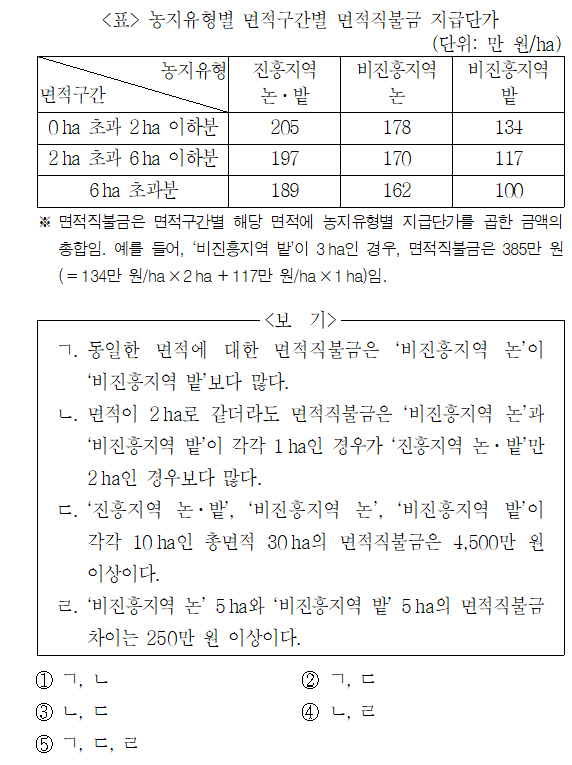 <표> 농지유형별 면적구간별 면적직불금 지급단가
(단위: 만 원/ha)
농지유형
면적구간
진흥지역 논·밭
비진흥지역 논
비진흥지역 밭
0 ha 초과 2 ha 이하분 205 178 134
2 ha 초과 6 ha 이하분 197 170 117
6 ha 초과분 189 162 100
※ 면적직불금은 면적구간별 해당 면적에 농지유형별 지급단가를 곱한 금액의
총합임. 예를 들어, ‘비진흥지역 밭’이 3 ha인 경우, 면적직불금은 385만 원
(=134만 원/ha×2 ha+117만 원/ha×1 ha)임.
<보 기>
ㄱ. 동일한 면적에 대한 면적직불금은 ‘비진흥지역 논’이
‘비진흥지역 밭’보다 많다.
ㄴ. 면적이 2 ha로 같더라도 면적직불금은 ‘비진흥지역 논’과
‘비진흥지역 밭’이 각각 1 ha인 경우가 ‘진흥지역 논·밭’만
2 ha인 경우보다 많다.
ㄷ. ‘진흥지역 논·밭’, ‘비진흥지역 논’, ‘비진흥지역 밭’이
각각 10 ha인 총면적 30 ha의 면적직불금은 4,500만 원
이상이다.
ㄹ. ‘비진흥지역 논’ 5 ha와 ‘비진흥지역 밭’ 5 ha의 면적직불금
차이는 250만 원 이상이다.
① ㄱ, ㄴ ② ㄱ, ㄷ
③ ㄴ, ㄷ ④ ㄴ, ㄹ
⑤ ㄱ, ㄷ, ㄹ